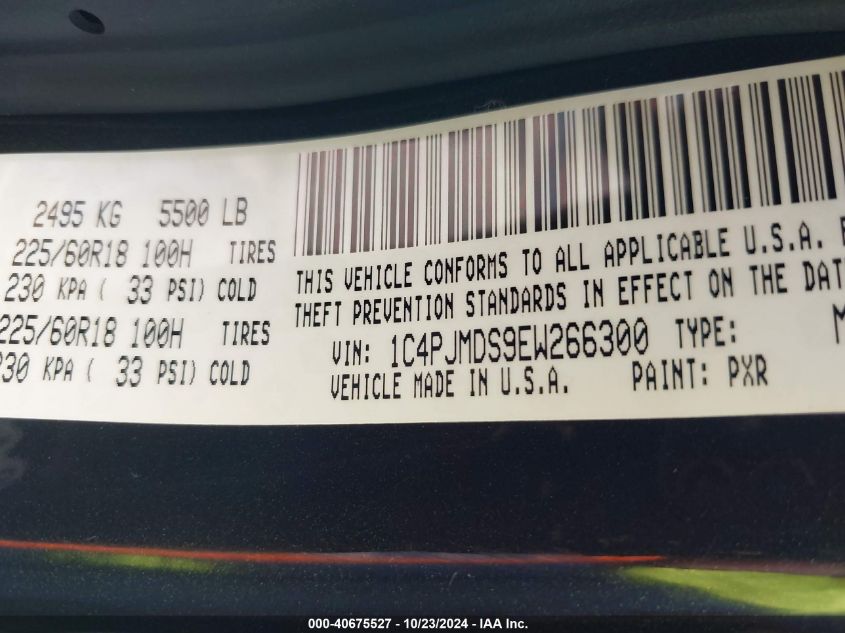 2495 KG 5500 LB
225/60R18 100H TIRES
230 KPA ( 33 PSI) COLD
225/60R18 100H TIRES
230 KPA ( 33 PSI) COLD
THIS VEHICLE CONFORMS TO ALL APPLICABLE U.S.A.
THEFT PREVENTION STANDARDS IN EFFECT ON THE DAT
VIN: 1C4PJMDS9EW266300 TYPE: M
VEHICLE MADE IN U.S.A. PAINT: PXR
000-40675527 - 10/23/2024 - IAA Inc.